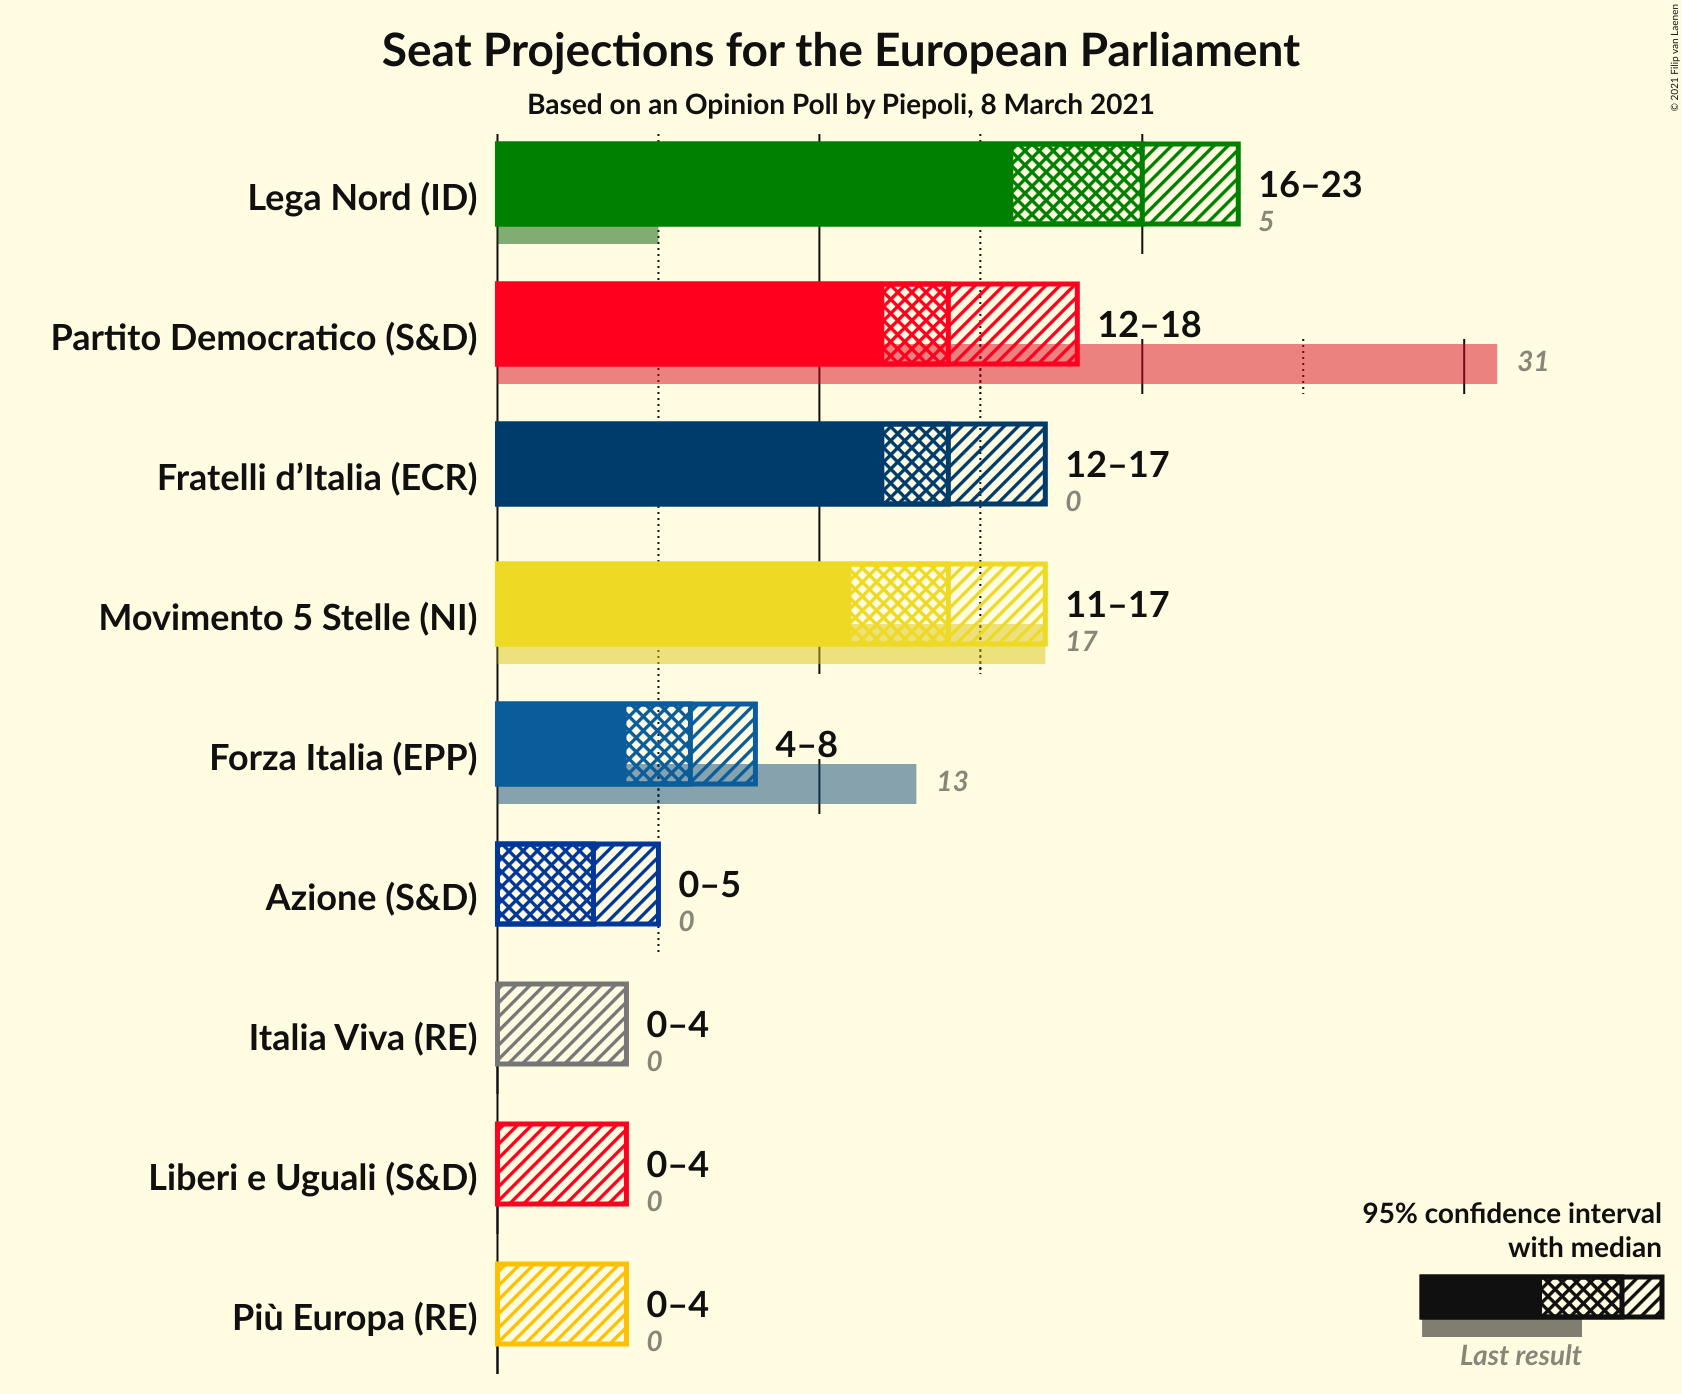 Seat Projections for the European Parliament
Based on an Opinion Poll by Piepoli, 8 March 2021
© 2021 Filip van Laenen
Lega Nord (ID)
16–23
5
Partito Democratico (S&D)
12–18
31
Fratelli d’Italia (ECR)
12–17
0
Movimento 5 Stelle (NI)
11–17
17
Forza Italia (EPP)
4–8
13
Azione (S&D)
0–5
0
Italia Viva (RE)
0–4
0
Liberi e Uguali (S&D)
0–4
0
Più Europa (RE)
0–4
0
95% confidence interval
with median
Last result